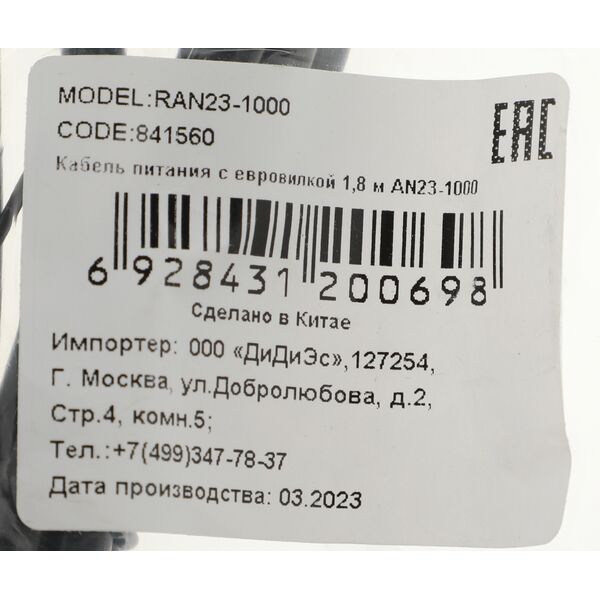 MODEL:RAN23-1000
CODE:841560
EAC
Кабель питания с евровилкой 1,8 м AN23-1000
6 928431 200698
Сделано в Китае
Импортер: ООО «ДиДиЭс»,127254,
Г. Москва, ул.Добролюбова, д.2,
Стр.4, комн.5;
Тел.:+7(499)347-78-37
Дата производства: 03.2023